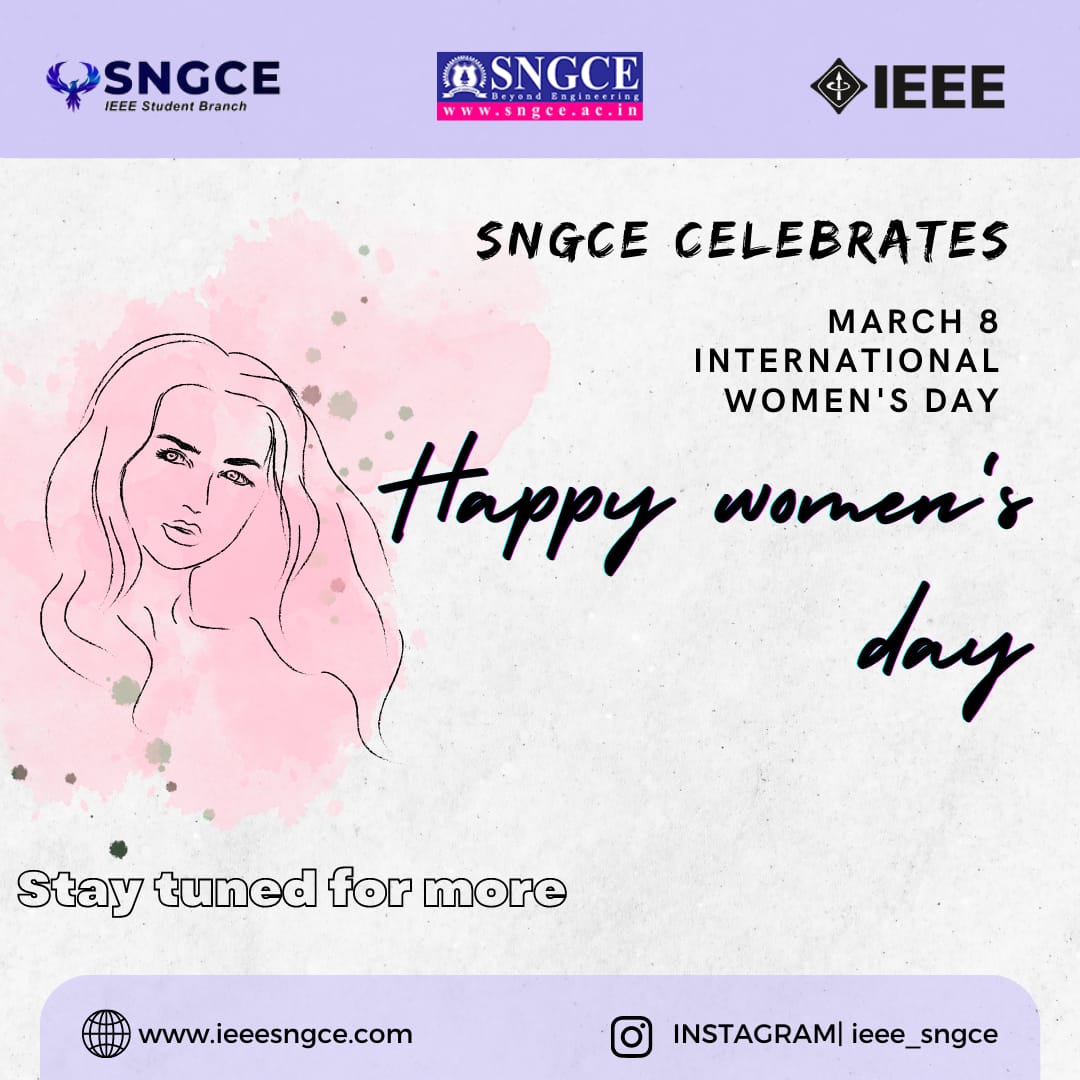 SNGCE
IEEE Student Branch
SNGCE
Beyond Engineering
www.sngce.ac.in
IEEE
SNGCE CELEBRATES
MARCH 8
INTERNATIONAL
WOMEN'S DAY
Happy women's
day
Stay tuned for more
www.ieeesngce.com
INSTAGRAM| ieee_sngce